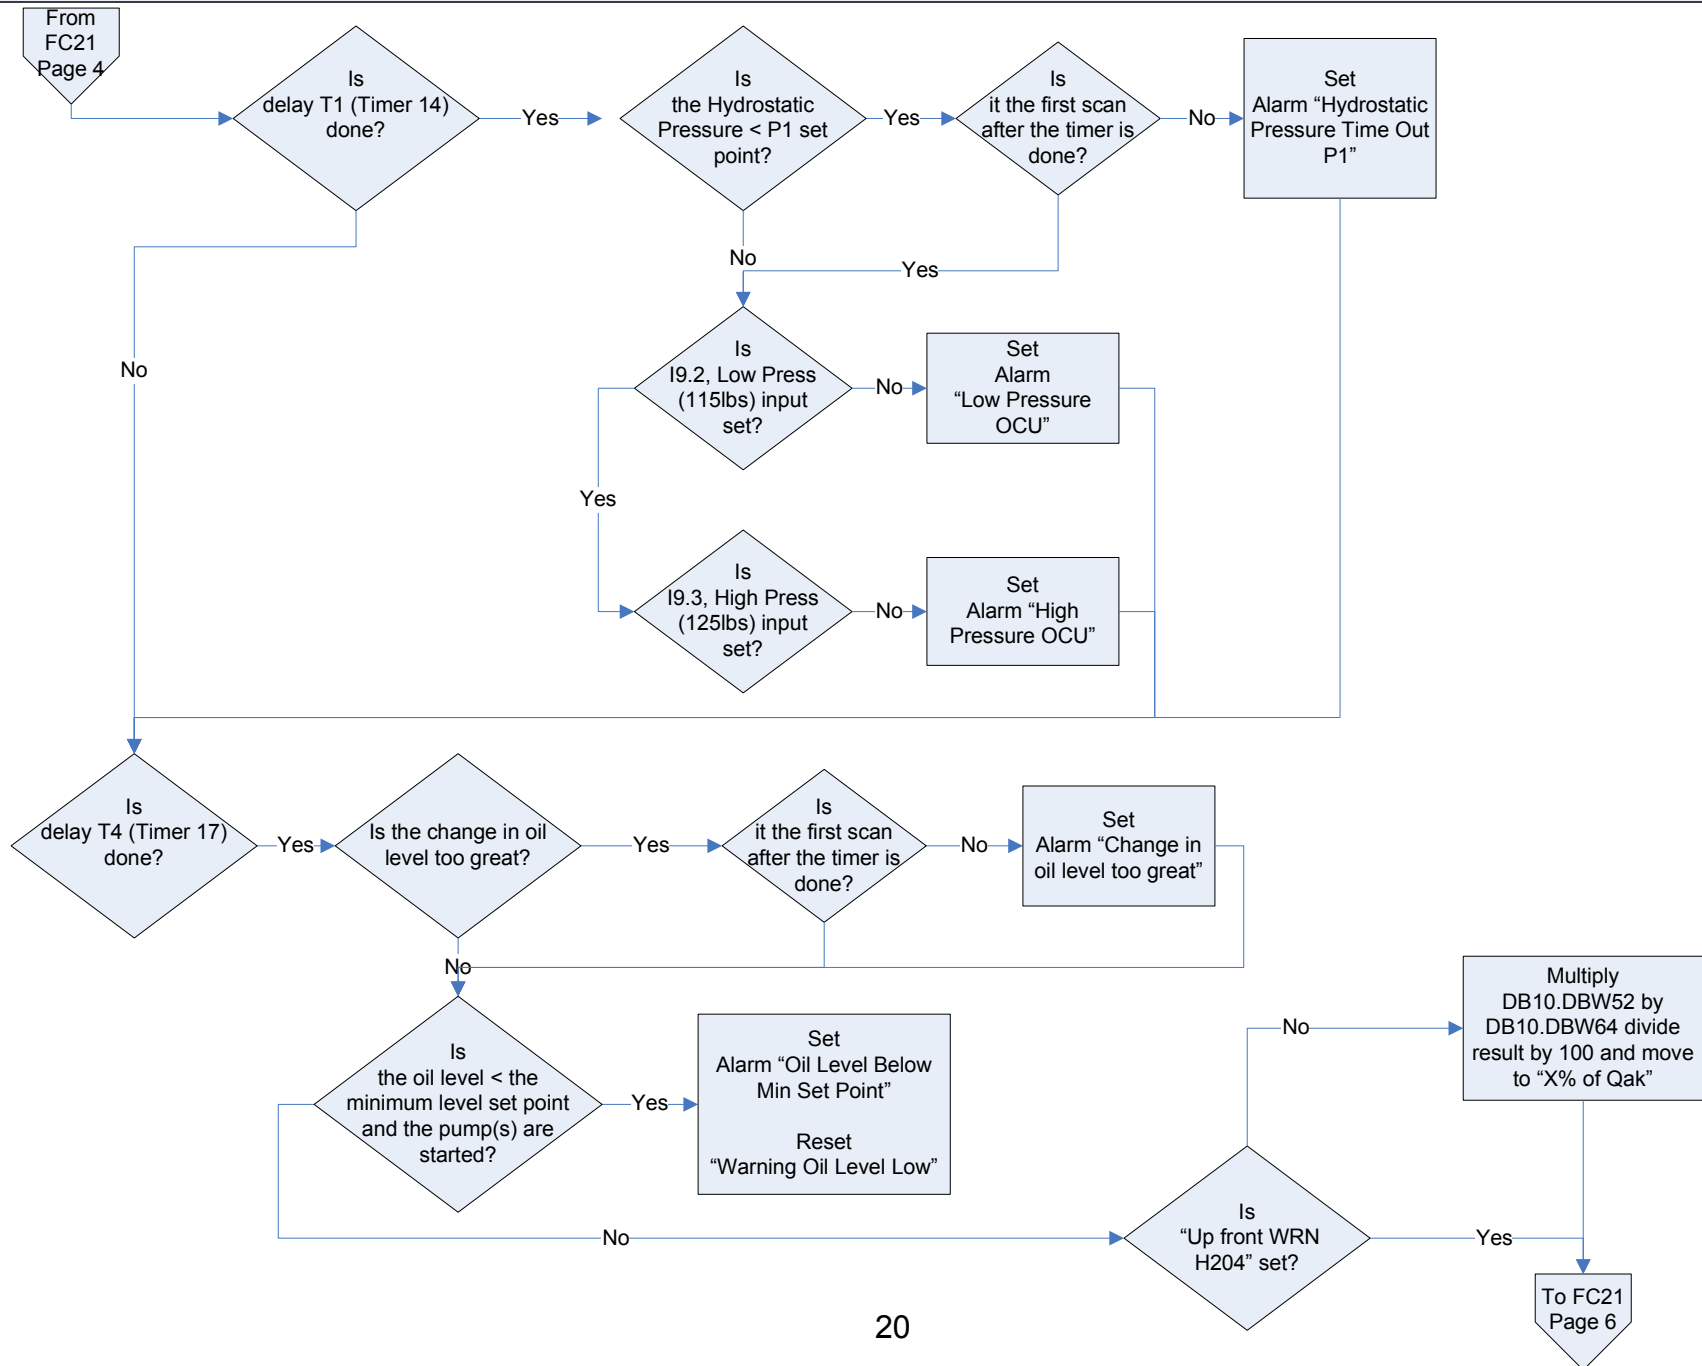 From
FC21
Page 4
Is
delay T1 (Timer 14)
done?
Yes
Is
the Hydrostatic
Pressure < P1 set
point?
Yes
Is
it the first scan
after the timer is
done?
No
Set
Alarm “Hydrostatic
Pressure Time Out
P1”
No
Yes
No
Is
I9.2, Low Press
(115lbs) input
set?
No
Set
Alarm
“Low Pressure
OCU”
Yes
Is
I9.3, High Press
(125lbs) input
set?
No
Set
Alarm “High
Pressure OCU”
Is
delay T4 (Timer 17)
done?
Yes
Is the change in oil
level too great?
Yes
Is
it the first scan
after the timer is
done?
No
Set
Alarm “Change in
oil level too great”
No
Is
the oil level < the
minimum level set point
and the pump(s) are
started?
Yes
Set
Alarm “Oil Level Below
Min Set Point”
Reset
“Warning Oil Level Low”
No
Multiply
DB10.DBW52 by
DB10.DBW64 divide
result by 100 and move
to “X% of Qak”
No
Is
“Up front WRN
H204” set?
Yes
To FC21
Page 6
20